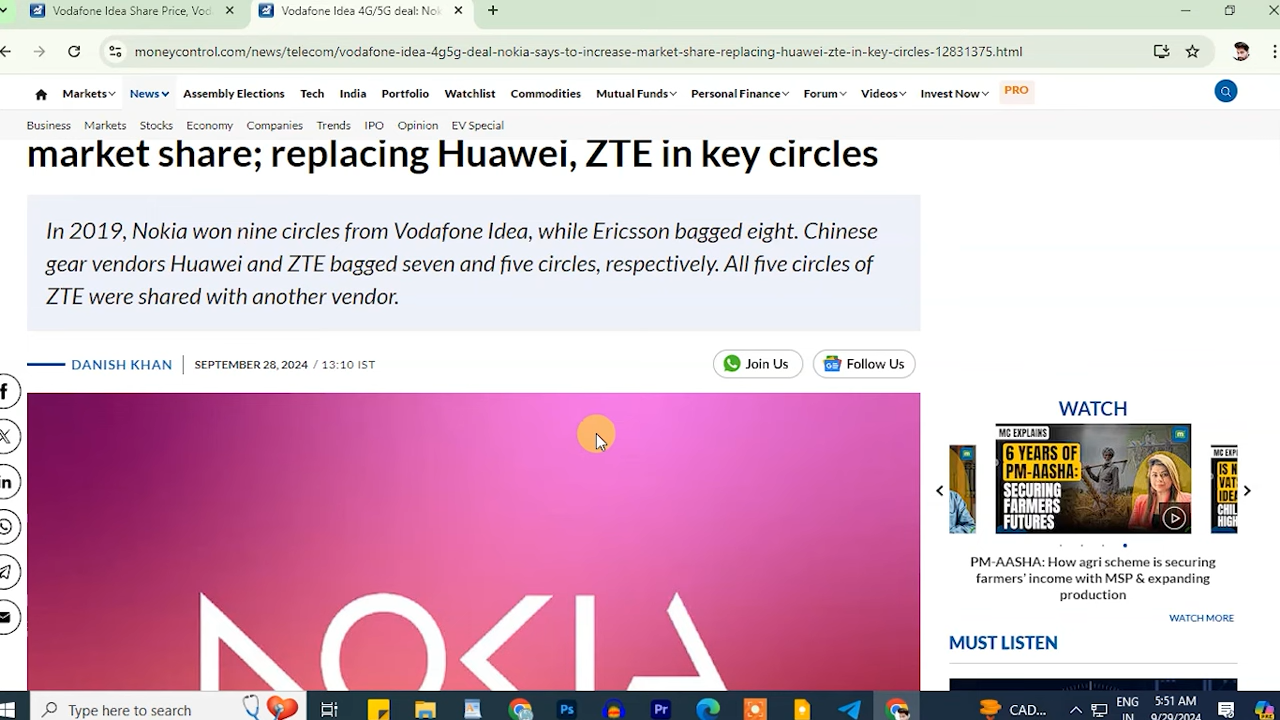 Vodafone Idea Share Price, Vod
Vodafone Idea 4G/5G deal: Nok
moneycontrol.com/news/telecom/vodafone-idea-4g5g-deal-nokia-says-to-increase-market-share-replacing-huawei-zte-in-key-circles-12831375.html
Markets News Assembly Elections Tech India Portfolio Watchlist Commodities Mutual Funds Personal Finance Forum Videos Invest Now PRO
Business Markets Stocks Economy Companies Trends IPO Opinion EV Special
market share; replacing Huawei, ZTE in key circles
In 2019, Nokia won nine circles from Vodafone Idea, while Ericsson bagged eight. Chinese
gear vendors Huawei and ZTE bagged seven and five circles, respectively. All five circles of
ZTE were shared with another vendor.
DANISH KHAN SEPTEMBER 28, 2024 / 13:10 IST
Join Us
Follow Us
NOKIA
WATCH
MC EXPLAINS
6 YEARS OF
PM-AASHA:
SECURING
FARMERS
FUTURES
PM-AASHA: How agri scheme is securing
farmers' income with MSP & expanding
production
WATCH MORE
MUST LISTEN
Type here to search
CAD...
ENG
IN
5:51 AM
9/29/2024